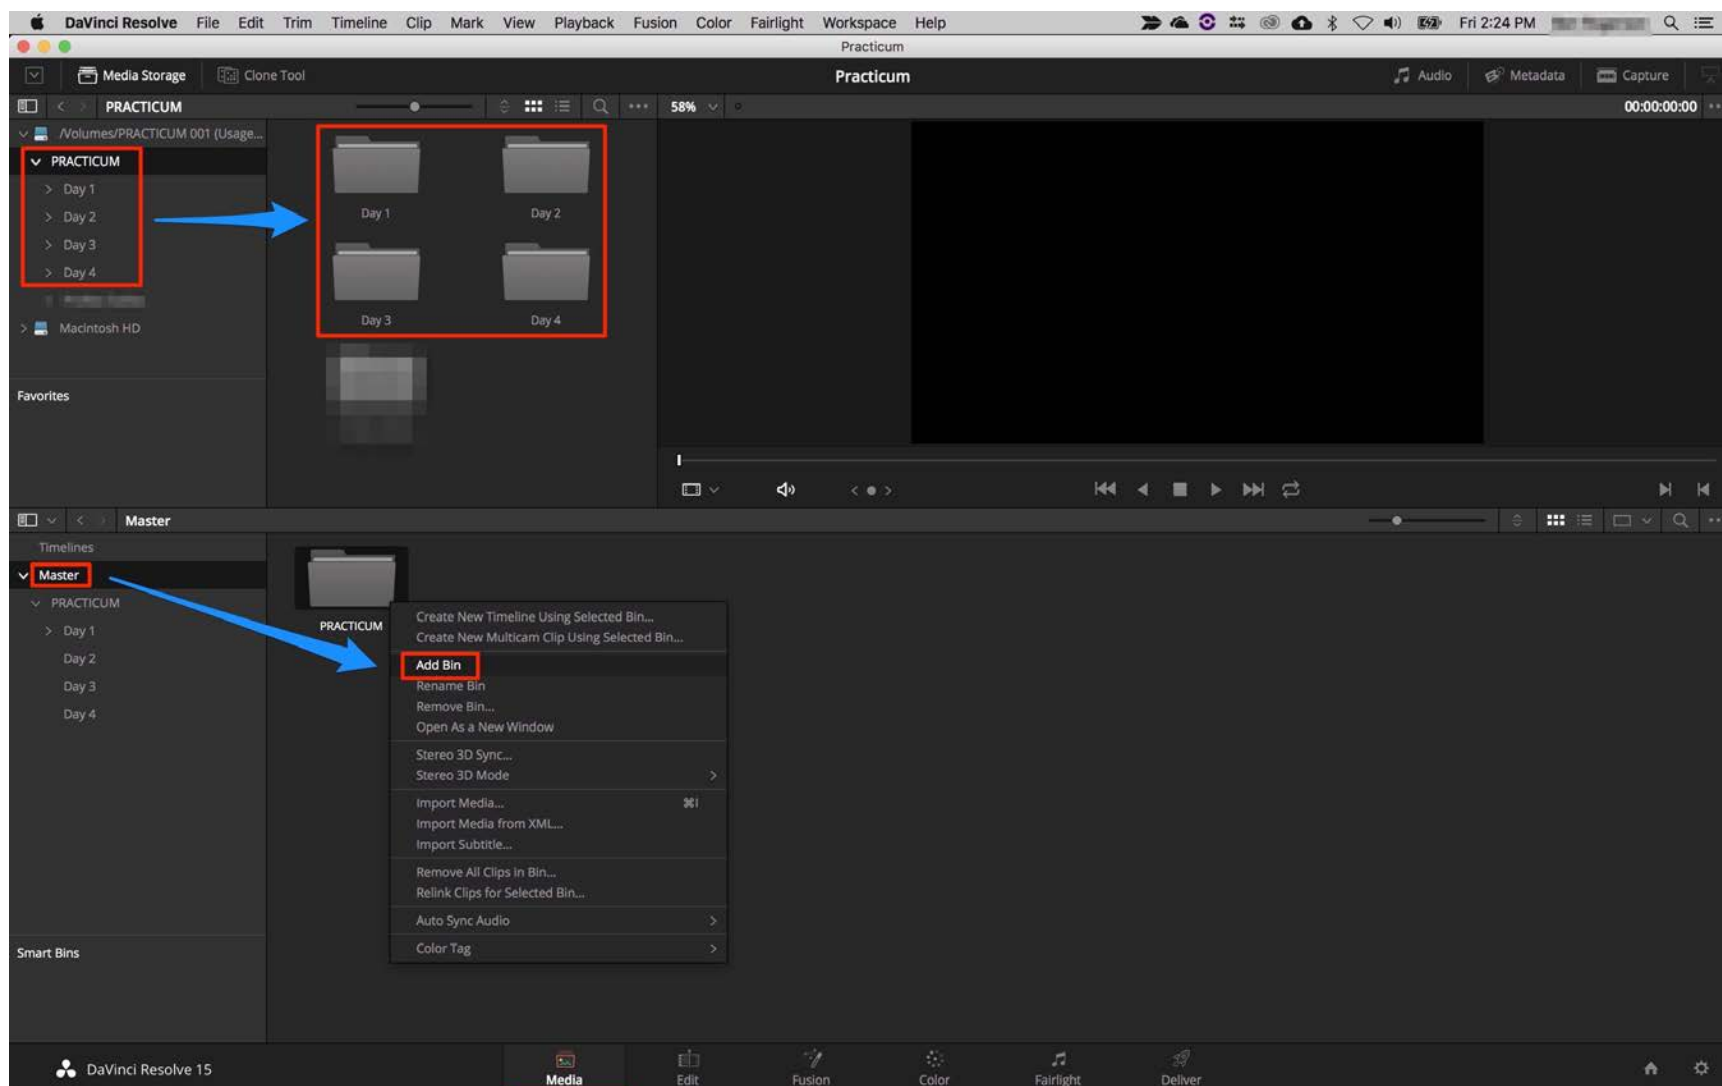 DaVinci Resolve File Edit Trim Timeline Clip Mark View Playback Fusion Color Fairlight Workspace Help Fri 2:24 PM
Practicum
Media Storage Clone Tool Practicum Audio Metadata Capture
PRACTICUM 58% 00:00:00:00
/Volumes/PRACTICUM 001 (Usage...
PRACTICUM
Day 1
Day 2
Day 3
Day 4
Macintosh HD
Day 1 Day 2
Day 3 Day 4
Favorites
Master
Timelines
Master
PRACTICUM
Day 1
Day 2
Day 3
Day 4
PRACTICUM
Create New Timeline Using Selected Bin...
Create New Multicam Clip Using Selected Bin...
Add Bin
Rename Bin
Remove Bin...
Open As a New Window
Stereo 3D Sync...
Stereo 3D Mode
Import Media... ⌘I
Import Media from XML...
Import Subtitle...
Remove All Clips in Bin...
Relink Clips for Selected Bin...
Auto Sync Audio
Color Tag
Smart Bins
DaVinci Resolve 15
Media Edit Fusion Color Fairlight Deliver